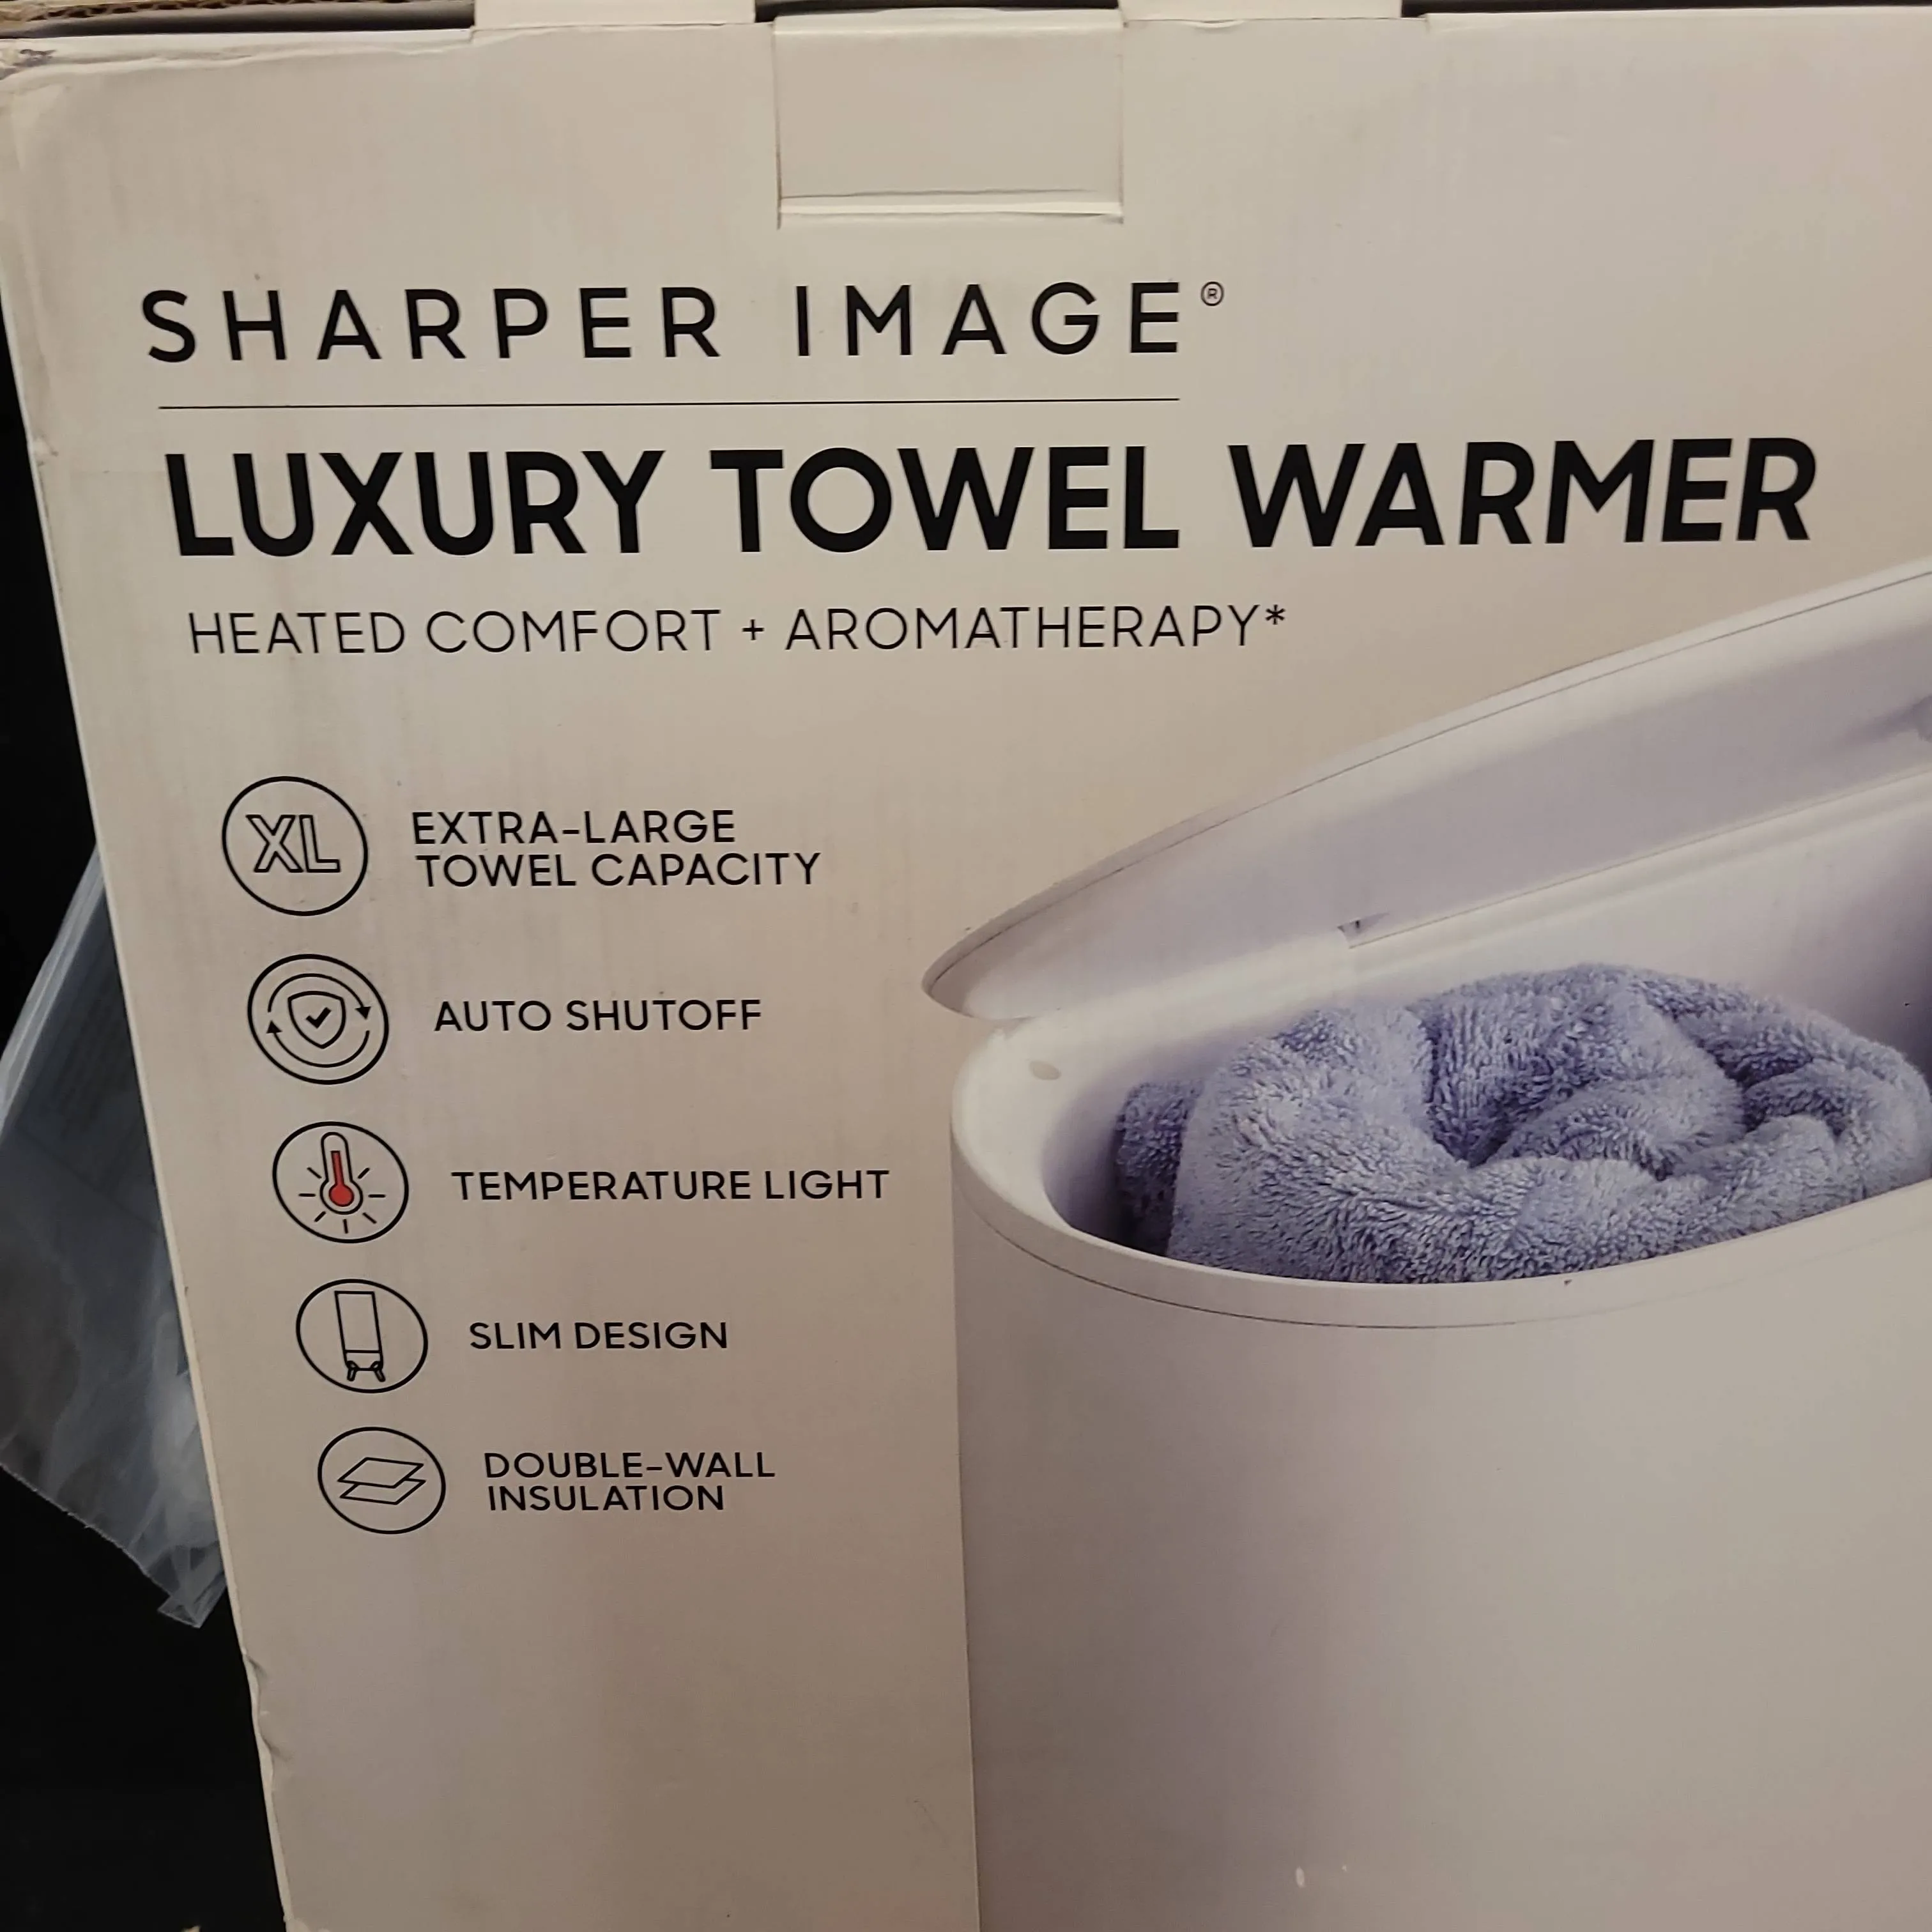 SHARPER IMAGE®
LUXURY TOWEL WARMER
HEATED COMFORT + AROMATHERAPY*
XL
EXTRA-LARGE
TOWEL CAPACITY
AUTO SHUTOFF
TEMPERATURE LIGHT
SLIM DESIGN
DOUBLE-WALL
INSULATION